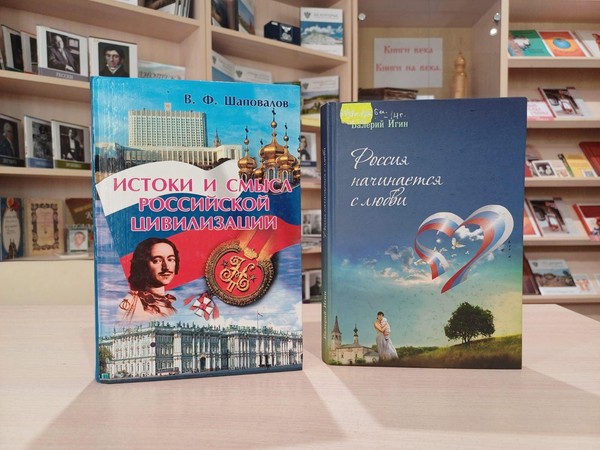 Книги века
Книги на века
В. Ф. Шаповалов
ИСТОКИ И СМЫСЛ
РОССИЙСКОЙ
ЦИВИЛИЗАЦИИ
Валерий Игин
Россия
начинается
с любви